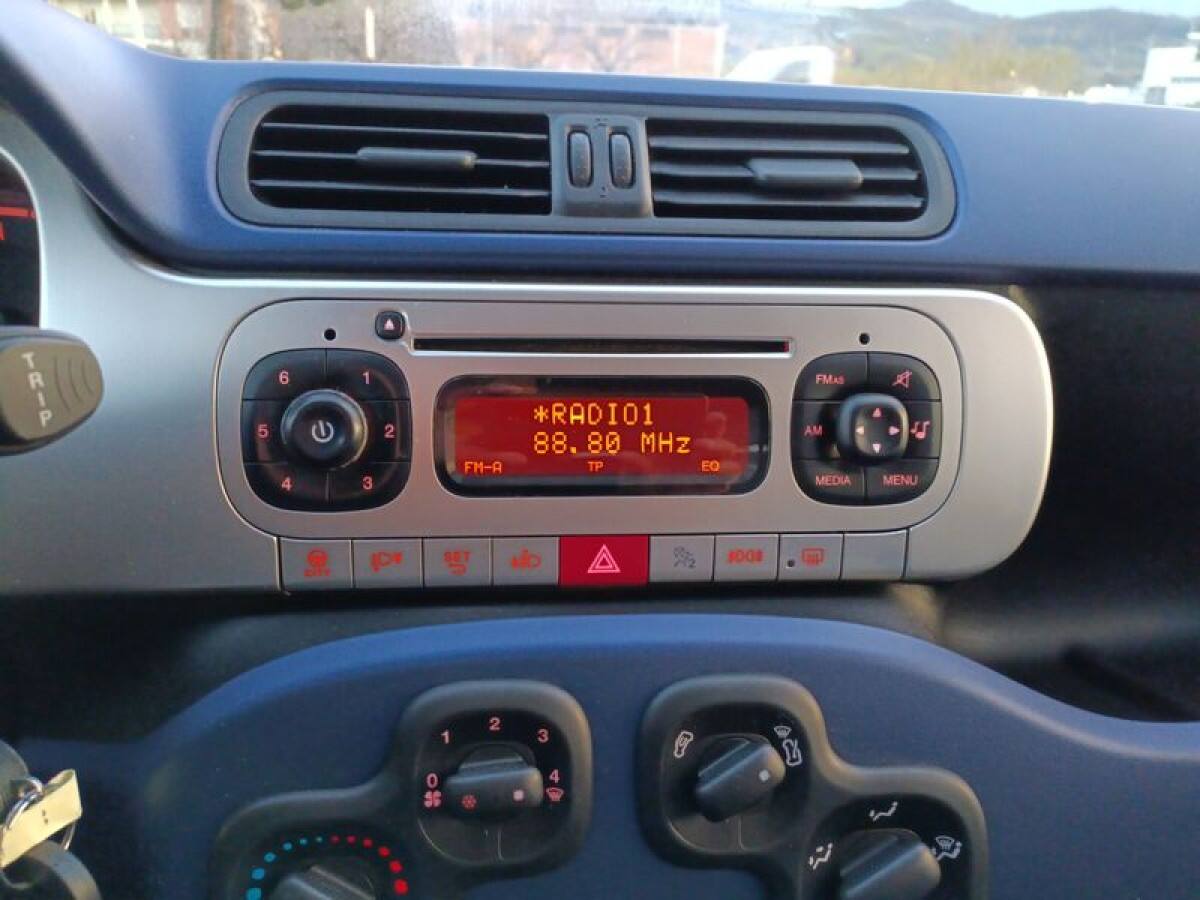 TRIP
6 1
5 2
4 3
*RADIO1
88.80 MHz
FM-A TP EQ
FMAS
AM
MEDIA MENU
CITY
SET
1 2 3
0 4